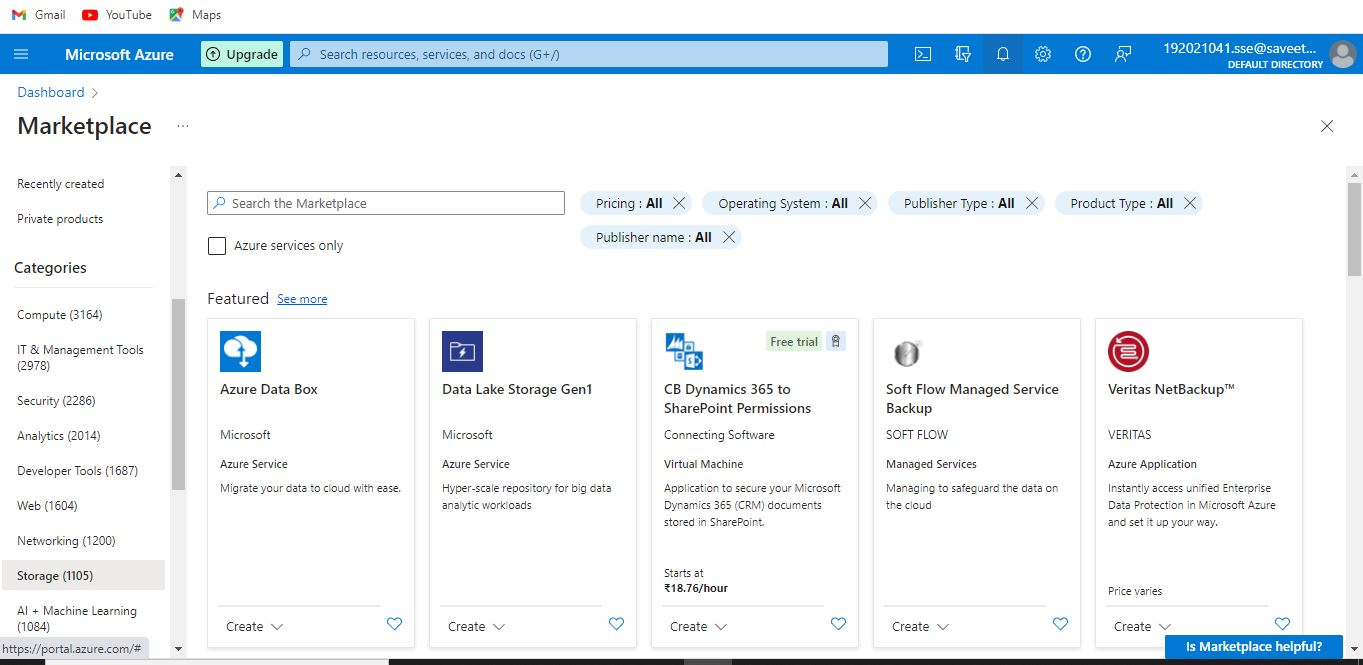 Gmail YouTube Maps
Microsoft Azure Upgrade Search resources, services, and docs (G+/) 192021041.sse@saveet...
DEFAULT DIRECTORY
Dashboard >
Marketplace ...
Recently created
Private products
Categories
Compute (3164)
IT & Management Tools
(2978)
Security (2286)
Analytics (2014)
Developer Tools (1687)
Web (1604)
Networking (1200)
Storage (1105)
AI + Machine Learning
(1084)
https://portal.azure.com/#
Search the Marketplace
Pricing : All Operating System : All Publisher Type : All Product Type : All
Publisher name : All
Azure services only
Featured See more
Azure Data Box
Microsoft
Azure Service
Migrate your data to cloud with ease.
Create
Data Lake Storage Gen1
Microsoft
Azure Service
Hyper-scale repository for big data
analytic workloads
Create
Free trial
CB Dynamics 365 to
SharePoint Permissions
Connecting Software
Virtual Machine
Application to secure your Microsoft
Dynamics 365 (CRM) documents
stored in SharePoint.
Starts at
₹18.76/hour
Create
Soft Flow Managed Service
Backup
SOFT FLOW
Managed Services
Managing to safeguard the data on
the cloud
Create
Veritas NetBackup™
VERITAS
Azure Application
Instantly access unified Enterprise
Data Protection in Microsoft Azure
and set it up your way.
Price varies
Create
Is Marketplace helpful?